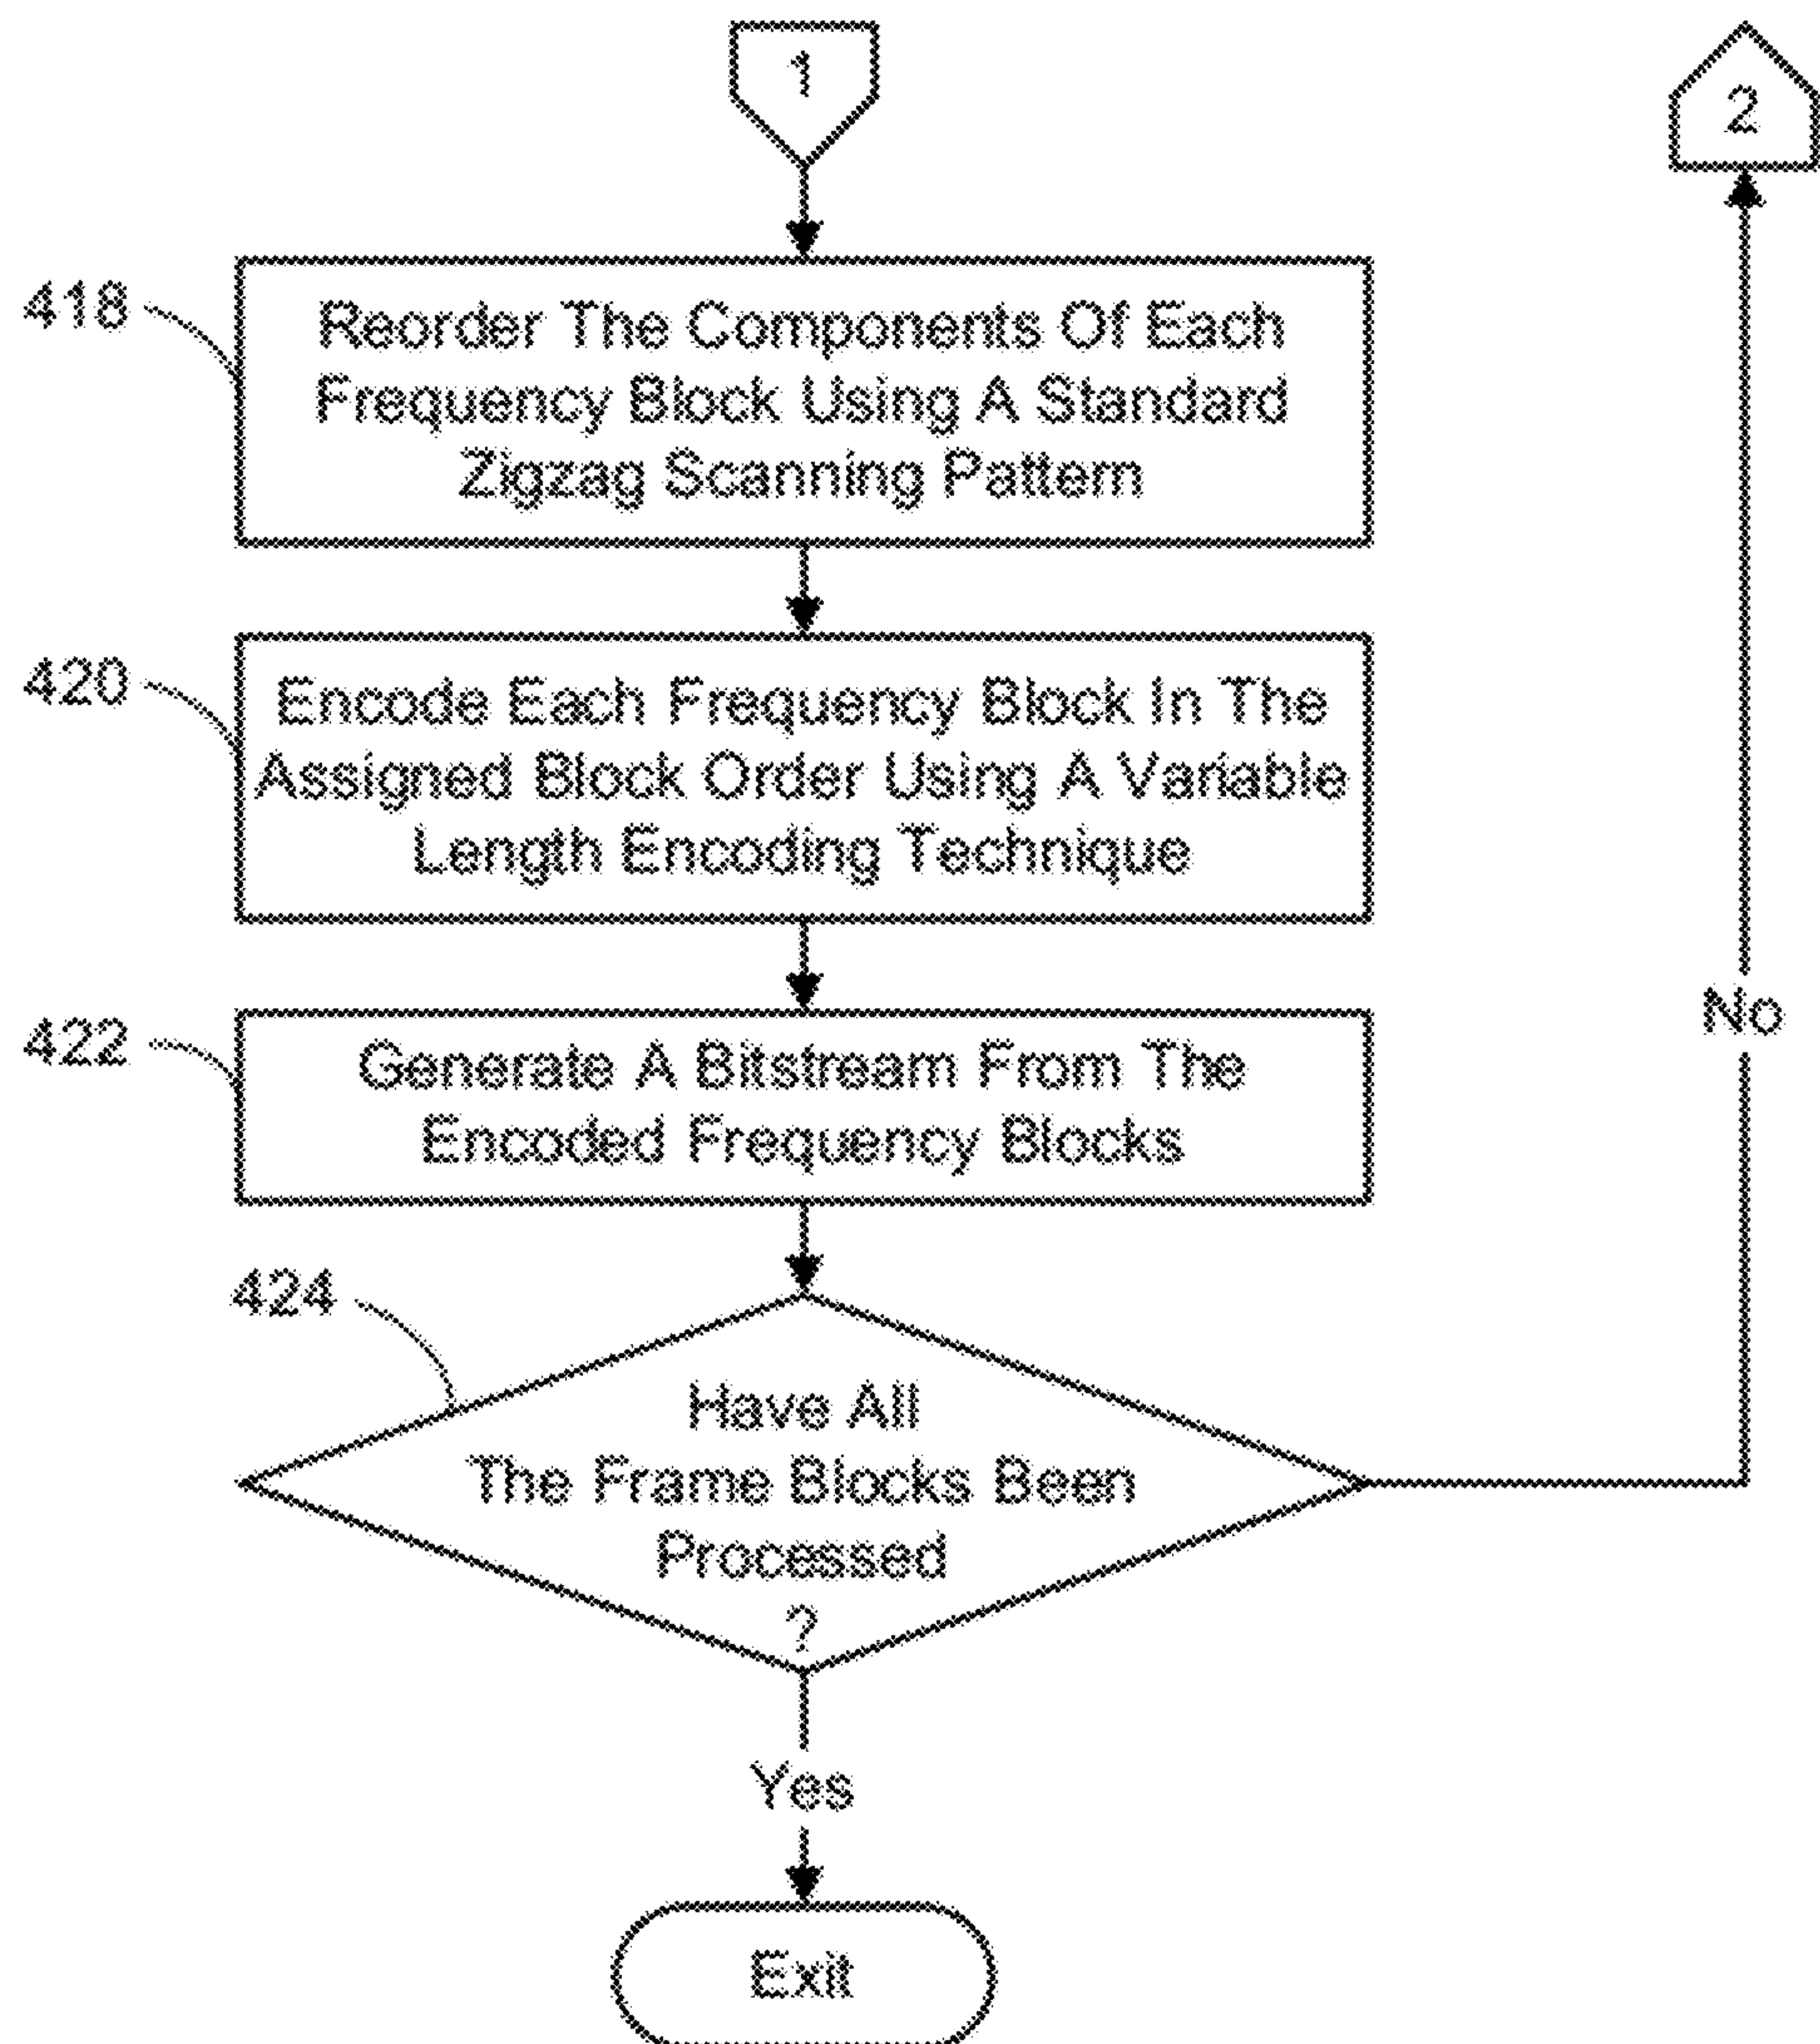 1
2
418
Reorder The Components Of Each
Frequency Block Using A Standard
Zigzag Scanning Pattern
420
Encode Each Frequency Block In The
Assigned Block Order Using A Variable
Length Encoding Technique
422
Generate A Bitstream From The
Encoded Frequency Blocks
No
424
Have All
The Frame Blocks Been
Processed
?
Yes
Exit